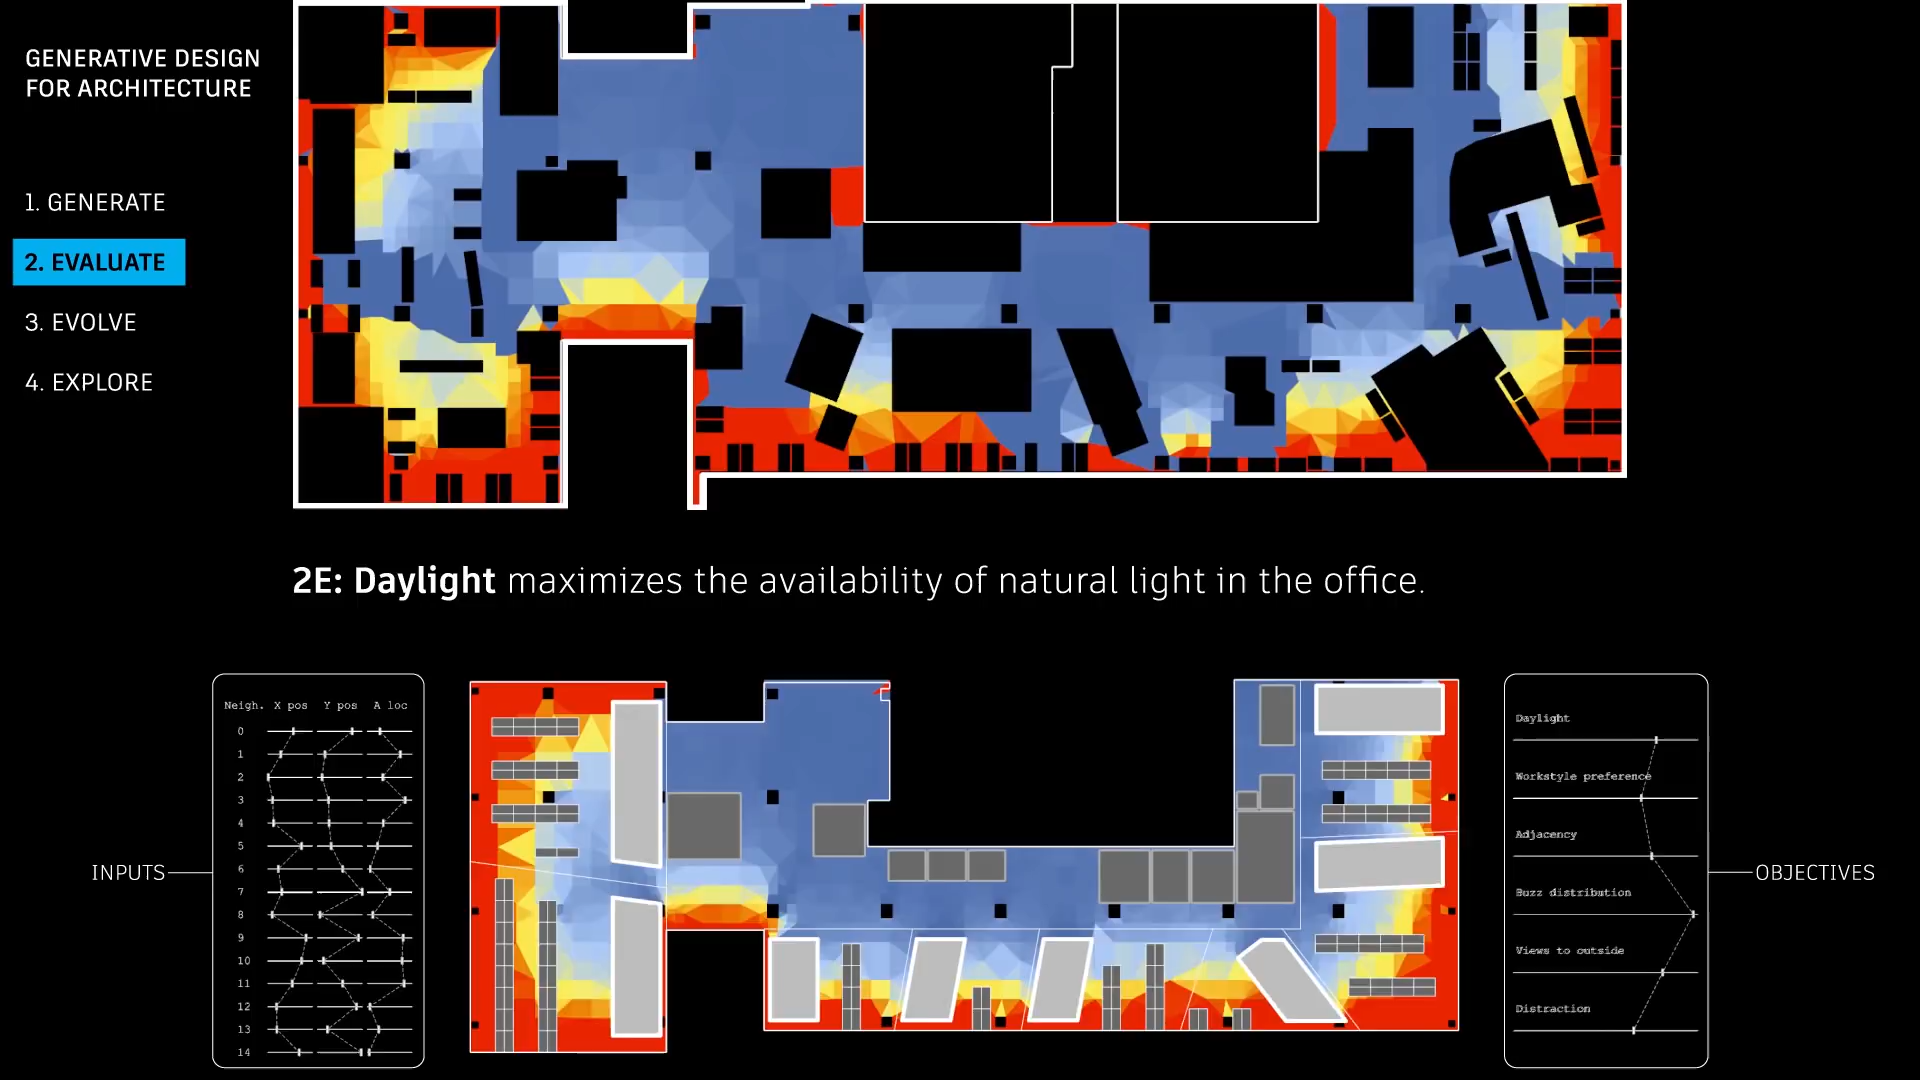 GENERATIVE DESIGN
FOR ARCHITECTURE
1. GENERATE
2. EVALUATE
3. EVOLVE
4. EXPLORE
2E: Daylight maximizes the availability of natural light in the office.
INPUTS
Neigh. X pos Y pos A loc
0
1
2
3
4
5
6
7
8
9
10
11
12
13
14
Daylight
Workstyle preference
Adjacency
Buzz distribution
Views to outside
Distraction
OBJECTIVES